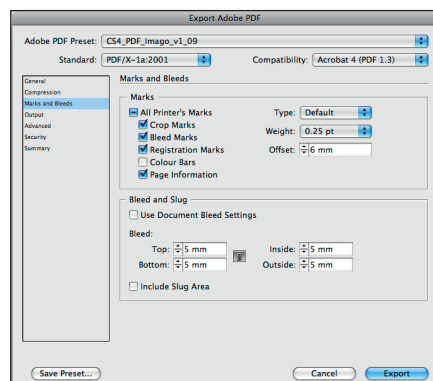 Export Adobe PDF
Adobe PDF Preset: CS4_PDF_Imago_v1_09
Standard: PDF/X-1a:2001 Compatibility: Acrobat 4 (PDF 1.3)
General
Compression
Marks and Bleeds
Output
Advanced
Security
Summary
Marks and Bleeds
Marks
All Printer's Marks Type: Default
Crop Marks Weight: 0.25 pt
Bleed Marks Offset: 6 mm
Registration Marks
Colour Bars
Page Information
Bleed and Slug
Use Document Bleed Settings
Bleed:
Top: 5 mm Inside: 5 mm
Bottom: 5 mm Outside: 5 mm
Include Slug Area
Save Preset... Cancel Export